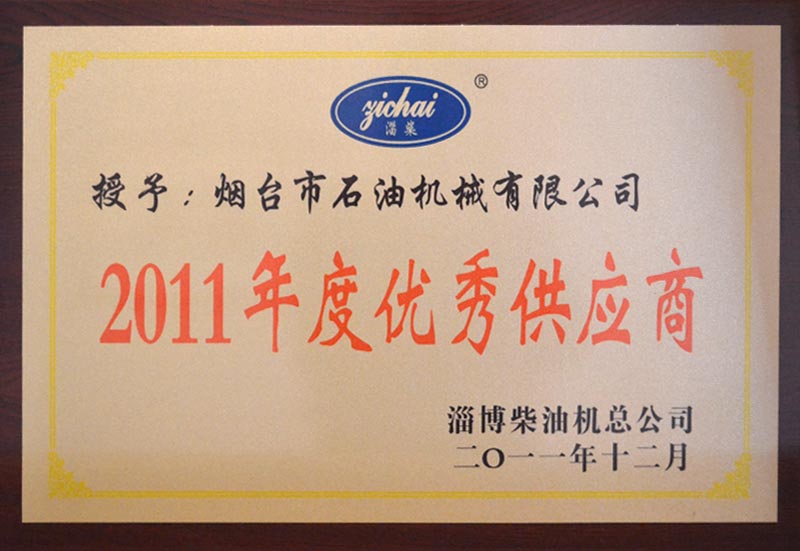 zichai
®
淄柴
授予：烟台市石油机械有限公司
2011年度优秀供应商
淄博柴油机总公司
二〇一一年十二月